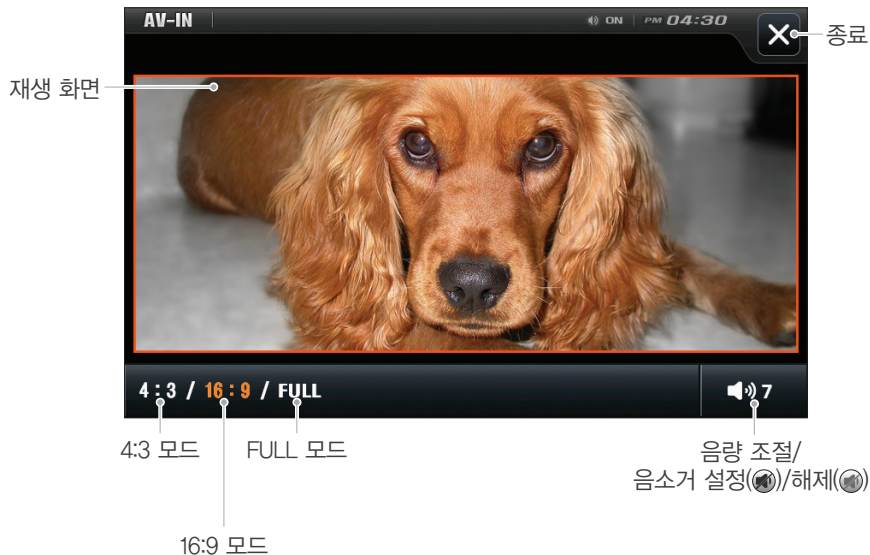 AV-IN ON PM 04:30
종료
재생 화면
4 : 3 / 16 : 9 / FULL 7
4:3 모드 FULL 모드
음량 조절/
음소거 설정()/해제()
16:9 모드